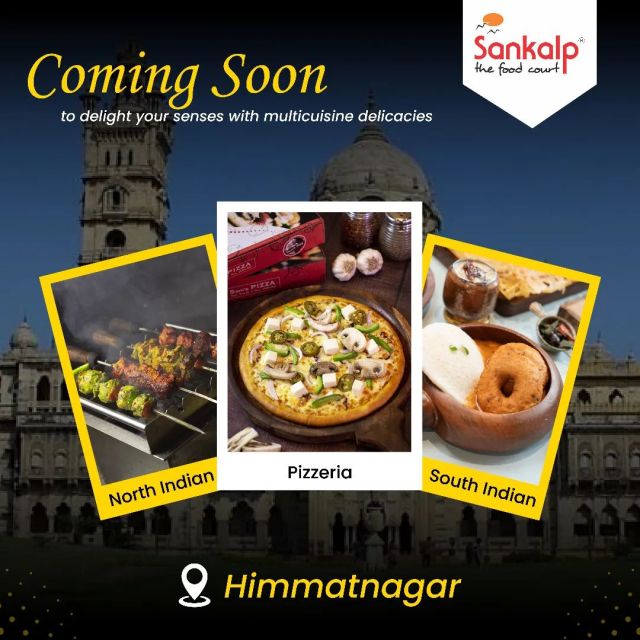 Coming Soon
to delight your senses with multicuisine delicacies
Sankalp
the food court
PIZZA
PIZZA
North Indian
Pizzeria
South Indian
Himmatnagar